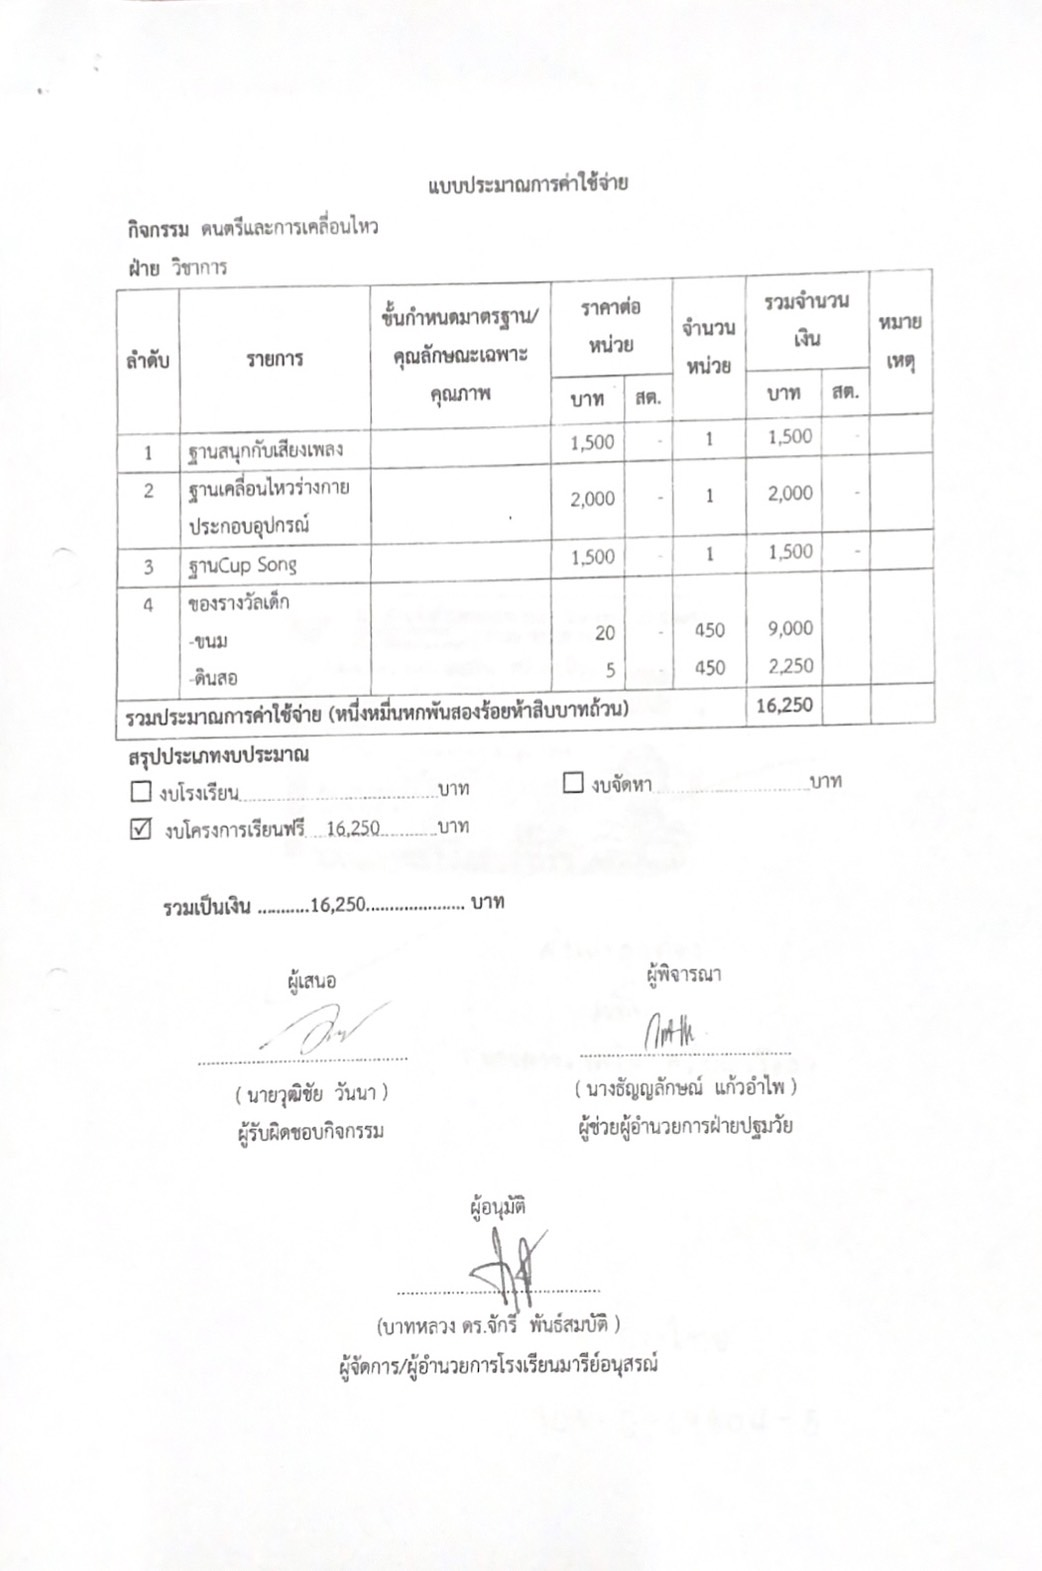 แบบประมาณการค่าใช้จ่าย
กิจกรรม ดนตรีและการเคลื่อนไหว
ฝ่าย วิชาการ
ลำดับ รายการ ขั้นกำหนดมาตรฐาน/ คุณลักษณะเฉพาะ คุณภาพ ราคาต่อ หน่วย จำนวน หน่วย รวมจำนวน เงิน หมาย เหตุ
บาท สต. บาท สต.
1 ฐานสนุกกับเสียงเพลง 1,500 - 1 1,500 -
2 ฐานเคลื่อนไหวร่างกาย 2,000 - 1 2,000 -
ประกอบอุปกรณ์
3 ฐานCup Song 1,500 - 1 1,500 -
4 ของรางวัลเด็ก
-ขนม 20 - 450 9,000
-ดินสอ 5 - 450 2,250
รวมประมาณการค่าใช้จ่าย (หนึ่งหมื่นหกพันสองร้อยห้าสิบบาทถ้วน) 16,250
สรุปประเภทงบประมาณ
งบโรงเรียน..............................บาท งบจัดหา..............................บาท
☑ งบโครงการเรียนฟรี....16,250..........บาท
รวมเป็นเงิน ...........16,250..................... บาท
ผู้เสนอ ผู้พิจารณา
( นายวุฒิชัย วันนา ) ( นางธัญญลักษณ์ แก้วอำไพ )
ผู้รับผิดชอบกิจกรรม ผู้ช่วยผู้อำนวยการฝ่ายปฐมวัย
ผู้อนุมัติ
(บาทหลวง ดร.จักรี พันธ์สมบัติ )
ผู้จัดการ/ผู้อำนวยการโรงเรียนมารีย์อนุสรณ์